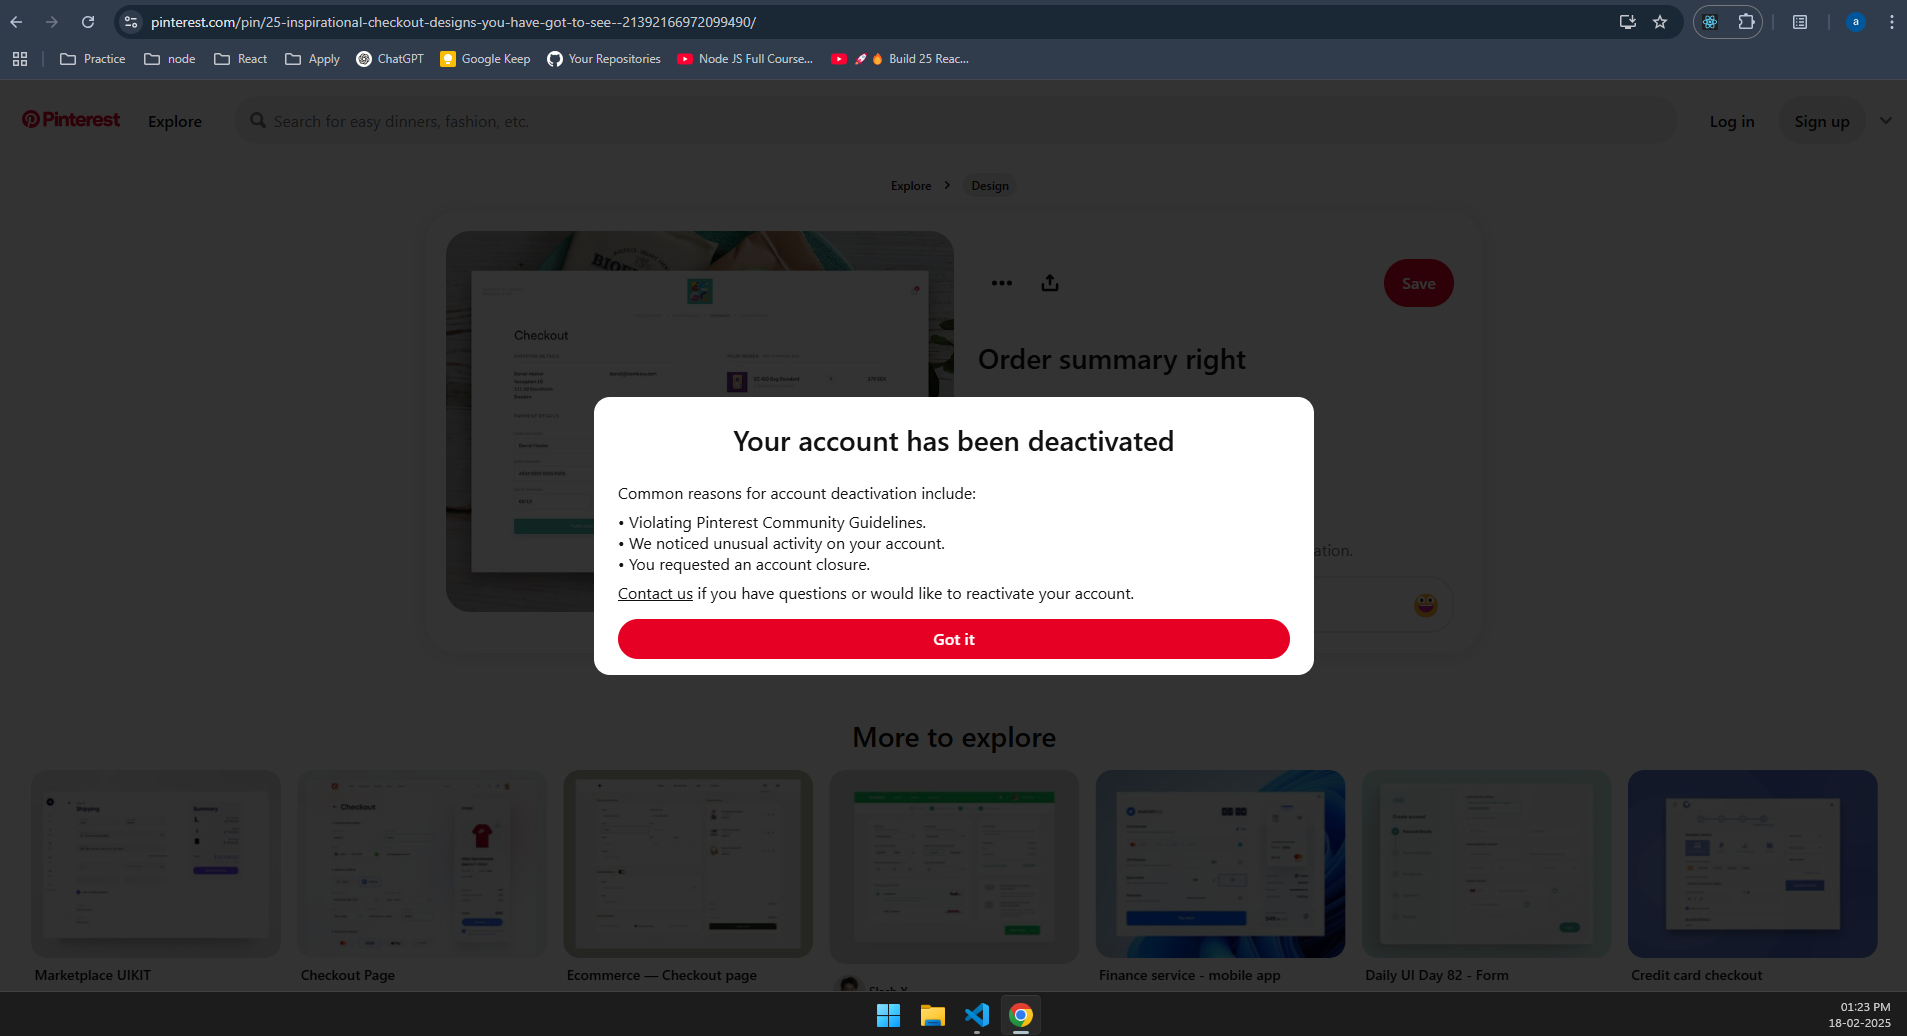 pinterest.com/pin/25-inspirational-checkout-designs-you-have-got-to-see--21392166972099490/
a
Practice
node
React
Apply
ChatGPT
Google Keep
Your Repositories
Node JS Full Course...
🚀🔥 Build 25 Reac...
Pinterest
Explore
Search for easy dinners, fashion, etc.
Log in
Sign up
Explore > Design
Checkout
Save
Order summary right
Your account has been deactivated
Common reasons for account deactivation include:
• Violating Pinterest Community Guidelines.
• We noticed unusual activity on your account.
• You requested an account closure.
Contact us if you have questions or would like to reactivate your account.
Got it
ation.
More to explore
Shipping
Summary
Checkout
Marketplace UIKIT
Checkout Page
Ecommerce — Checkout page
Finance service - mobile app
Daily UI Day 82 - Form
Credit card checkout
01:23 PM
18-02-2025